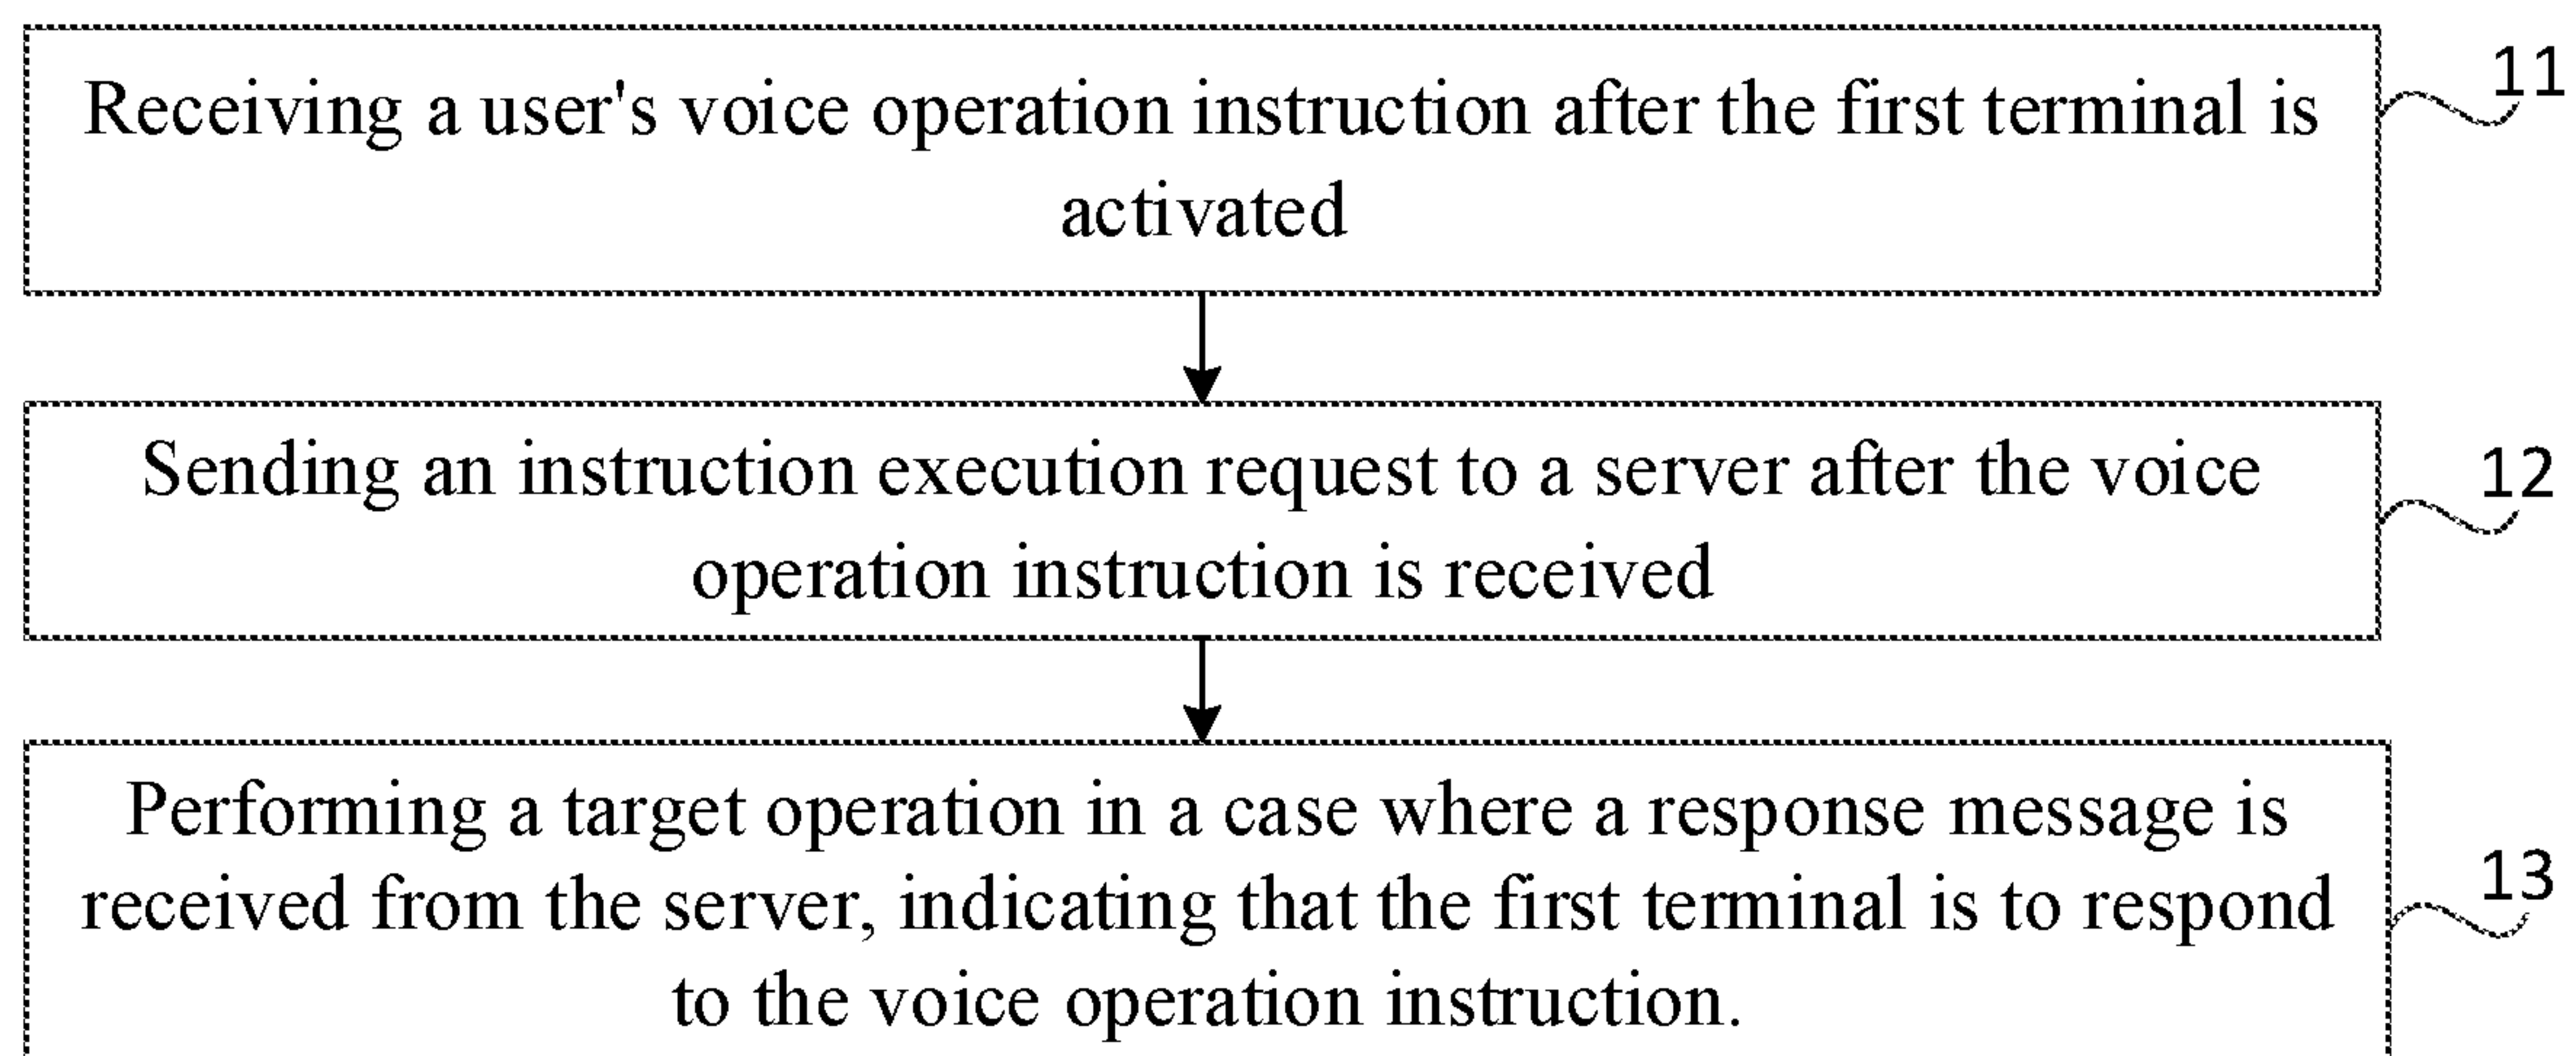 Receiving a user's voice operation instruction after the first terminal is
activated
11
Sending an instruction execution request to a server after the voice
operation instruction is received
12
Performing a target operation in a case where a response message is
received from the server, indicating that the first terminal is to respond
to the voice operation instruction.
13